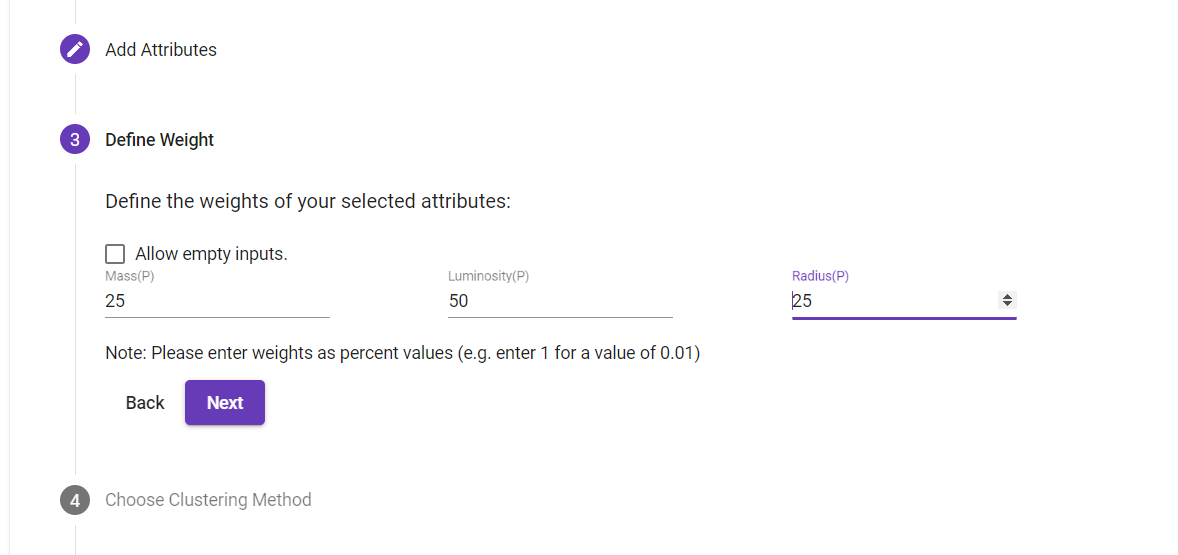 Add Attributes
3
Define Weight
Define the weights of your selected attributes:
Allow empty inputs.
Mass(P) Luminosity(P) Radius(P)
25 50 25
Note: Please enter weights as percent values (e.g. enter 1 for a value of 0.01)
Back Next
4
Choose Clustering Method